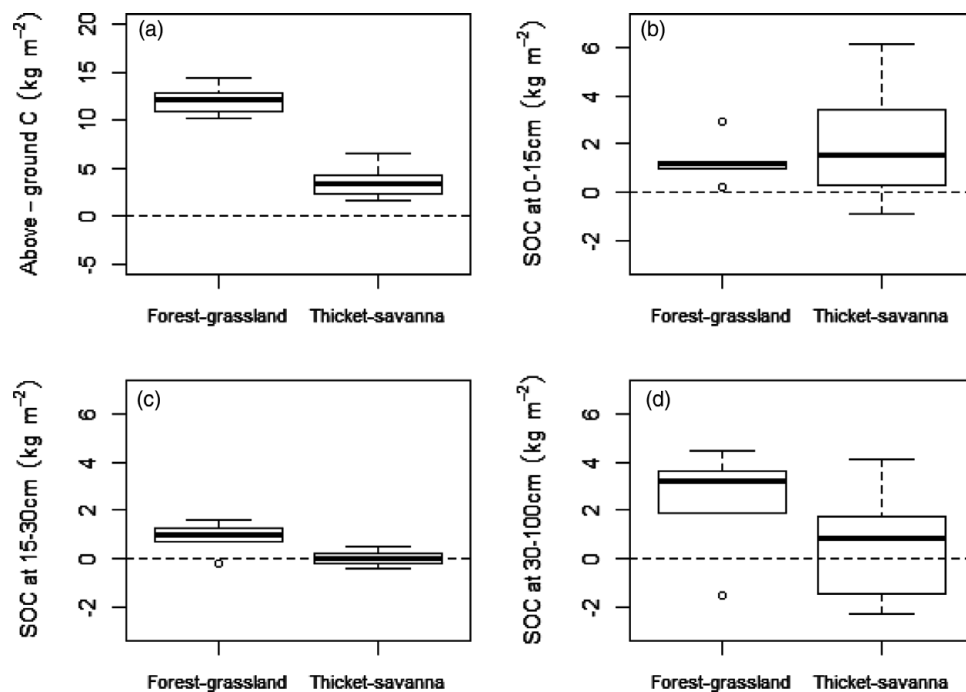 (a)
Above – ground C (kg m⁻²)
20
15
10
5
0
-5
Forest-grassland Thicket-savanna
(b)
SOC at 0-15cm (kg m⁻²)
6
4
2
0
-2
Forest-grassland Thicket-savanna
(c)
SOC at 15-30cm (kg m⁻²)
6
4
2
0
-2
Forest-grassland Thicket-savanna
(d)
SOC at 30-100cm (kg m⁻²)
6
4
2
0
-2
Forest-grassland Thicket-savanna